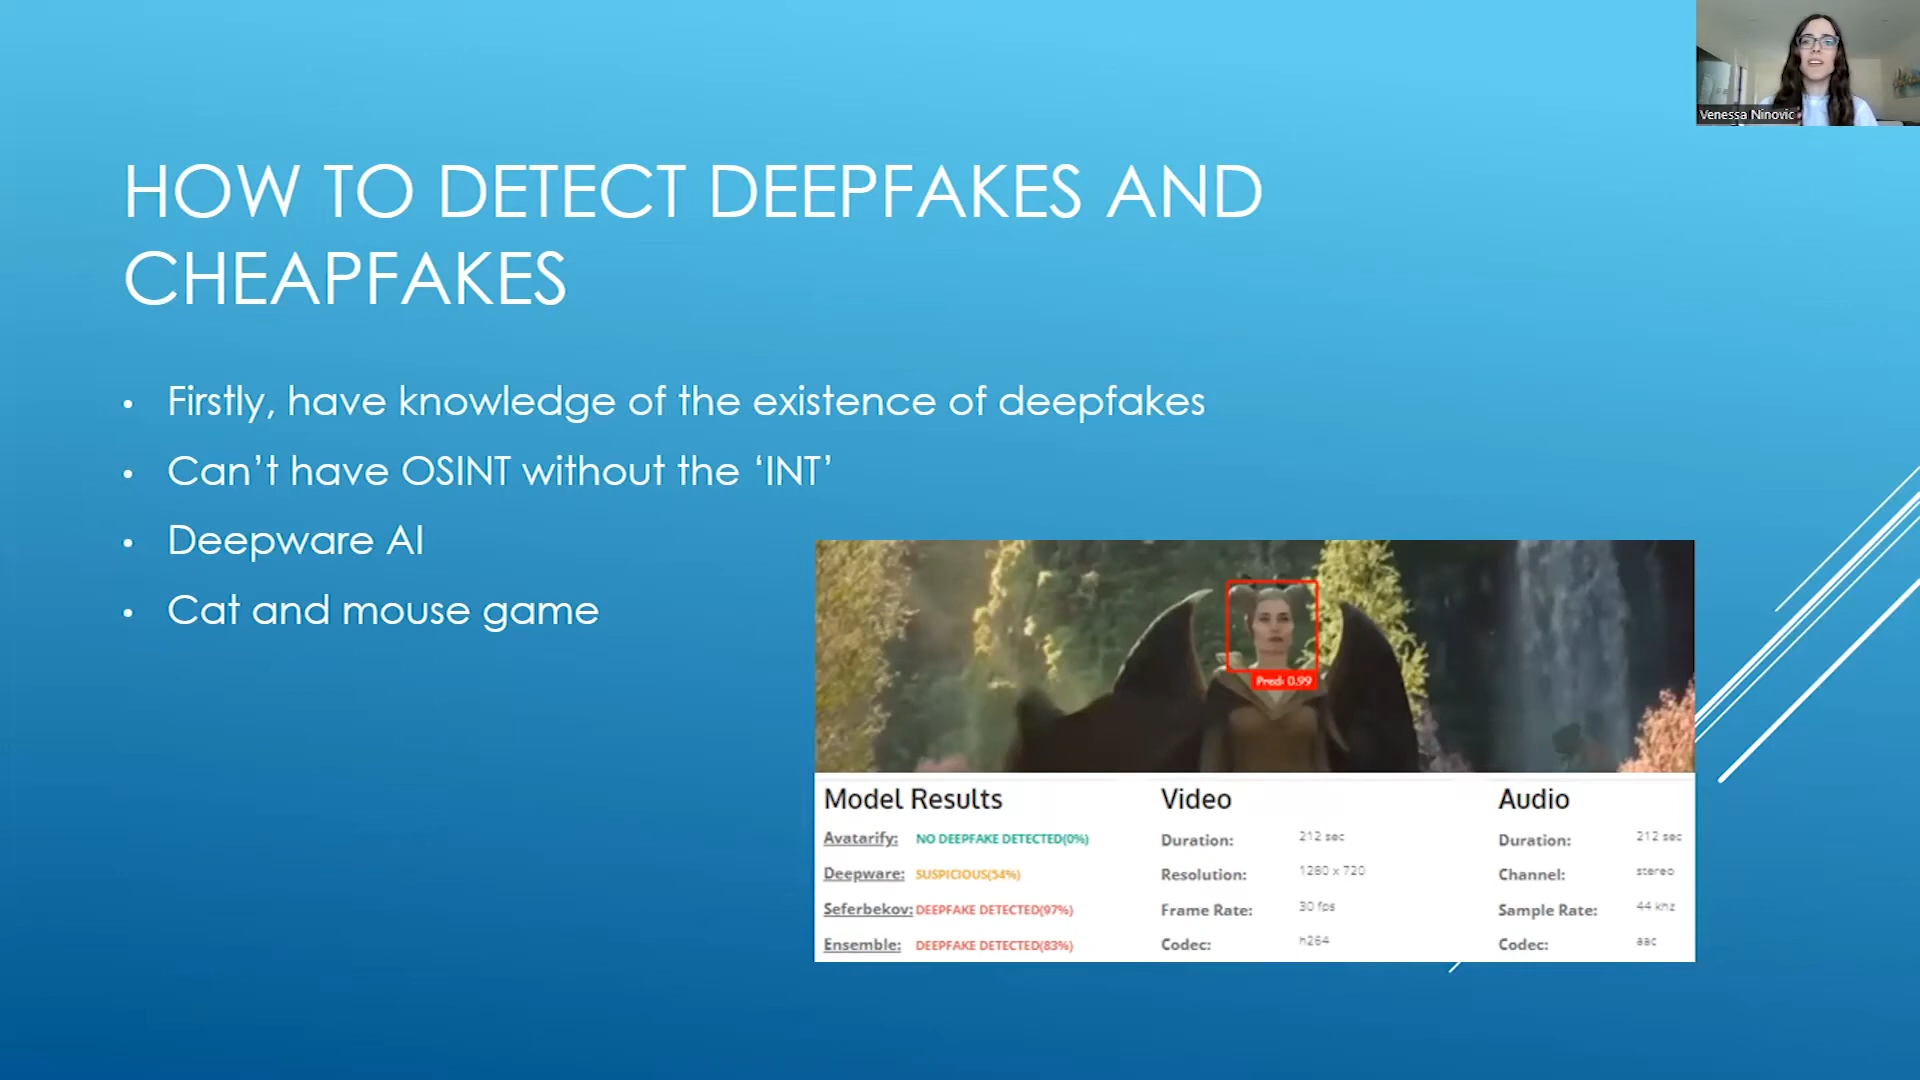 Venessa Ninovic
HOW TO DETECT DEEPFAKES AND
CHEAPFAKES
• Firstly, have knowledge of the existence of deepfakes
• Can’t have OSINT without the ‘INT’
• Deepware AI
• Cat and mouse game
Pred: 0.99
Model Results
Avatarify: NO DEEPFAKE DETECTED(0%)
Deepware: SUSPICIOUS(54%)
Seferbekov: DEEPFAKE DETECTED(97%)
Ensemble: DEEPFAKE DETECTED(83%)
Video
Duration: 212 sec
Resolution: 1280 x 720
Frame Rate: 30 fps
Codec: h264
Audio
Duration: 212 sec
Channel: stereo
Sample Rate: 44 khz
Codec: aac